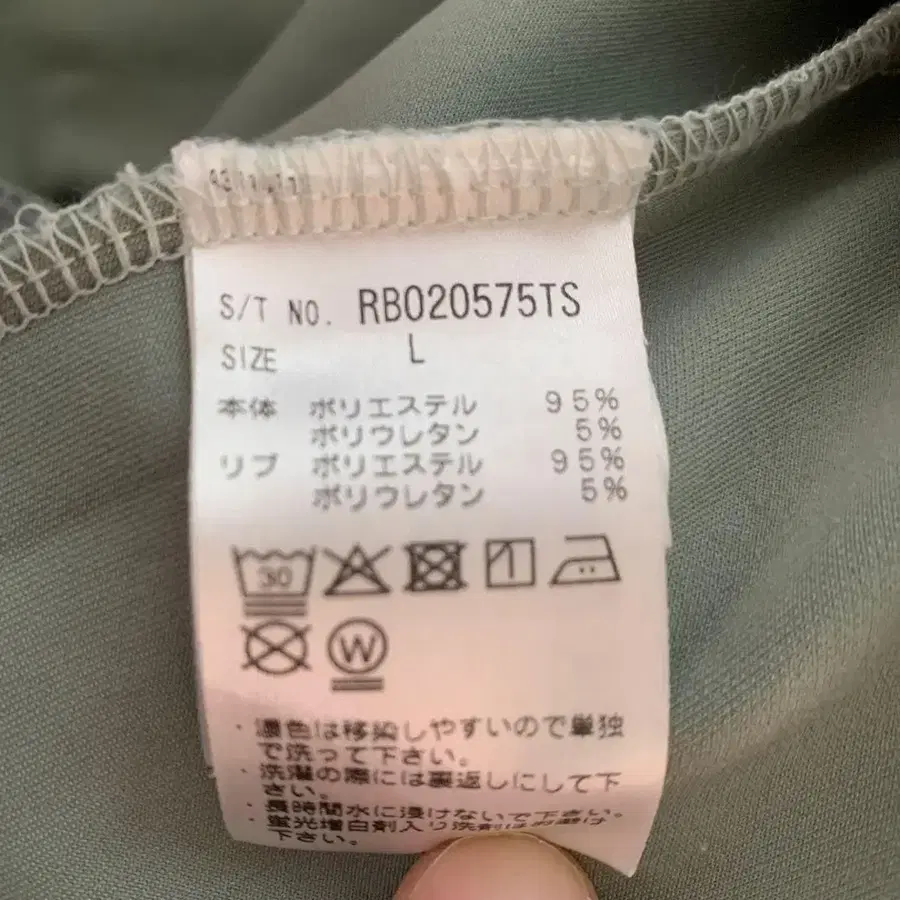 S/T NO. RB020575TS
SIZE L
本体 ポリエステル 95%
ポリウレタン 5%
リブ ポリエステル 95%
ポリウレタン 5%
30
W
・濃色は移染しやすいので単独
で洗って下さい。
・洗濯の際には裏返しにして下
さい。
・長時間水に浸けないで下さい。
・蛍光増白剤入り洗剤は
下さい。